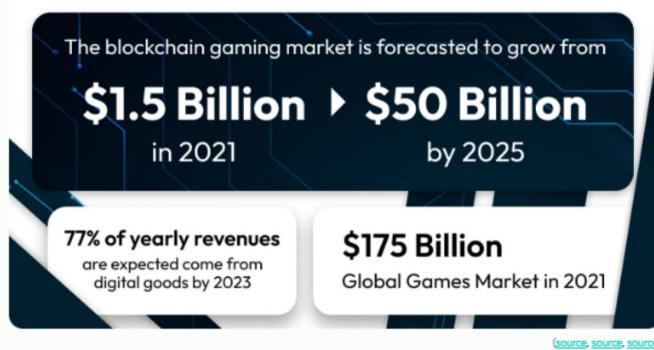 The blockchain gaming market is forecasted to grow from
$1.5 Billion
$50 Billion
in 2021
by 2025
77% of yearly revenues
are expected come from
digital goods by 2023
$175 Billion
Global Games Market in 2021
(source, source, sourc